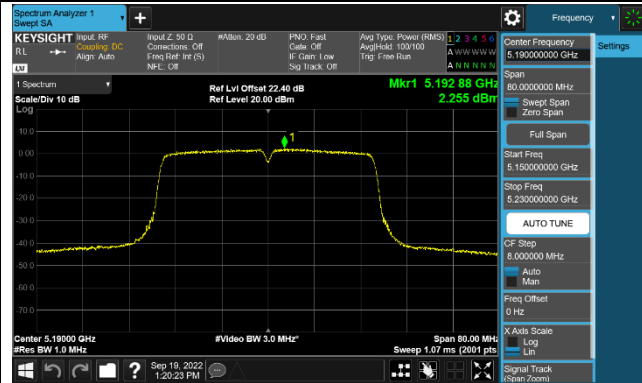 Spectrum Analyzer 1
Swept SA
Frequency
KEYSIGHT
Input: RF
Input Z: 50 Ω
#Atten: 20 dB
PNO: Fast
Avg Type: Power (RMS)
1 2 3 4 5 6
RL
Coupling: DC
Corrections: Off
Gate: Off
Avg|Hold: 100/100
A W W W W W
Align: Auto
Freq Ref: Int (S)
IF Gain: Low
Trig: Free Run
NFE: Off
Sig Track: Off
A N N N N N
LXI
1 Spectrum
Scale/Div 10 dB
Log
Ref Lvl Offset 22.40 dB
Ref Level 20.00 dBm
Mkr1 5.192 88 GHz
2.255 dBm
1
10.0
0.00
-10.0
-20.0
-30.0
-40.0
-50.0
-60.0
-70.0
Center 5.19000 GHz
#Video BW 3.0 MHz*
Span 80.00 MHz
#Res BW 1.0 MHz
Sweep 1.07 ms (2001 pts)
Sep 19, 2022
1:20:23 PM
Settings
Center Frequency
5.190000000 GHz
Span
80.0000000 MHz
Swept Span
Zero Span
Full Span
Start Freq
5.150000000 GHz
Stop Freq
5.230000000 GHz
AUTO TUNE
CF Step
8.000000 MHz
Auto
Man
Freq Offset
0 Hz
X Axis Scale
Log
Lin
Signal Track
(Span Zoom)